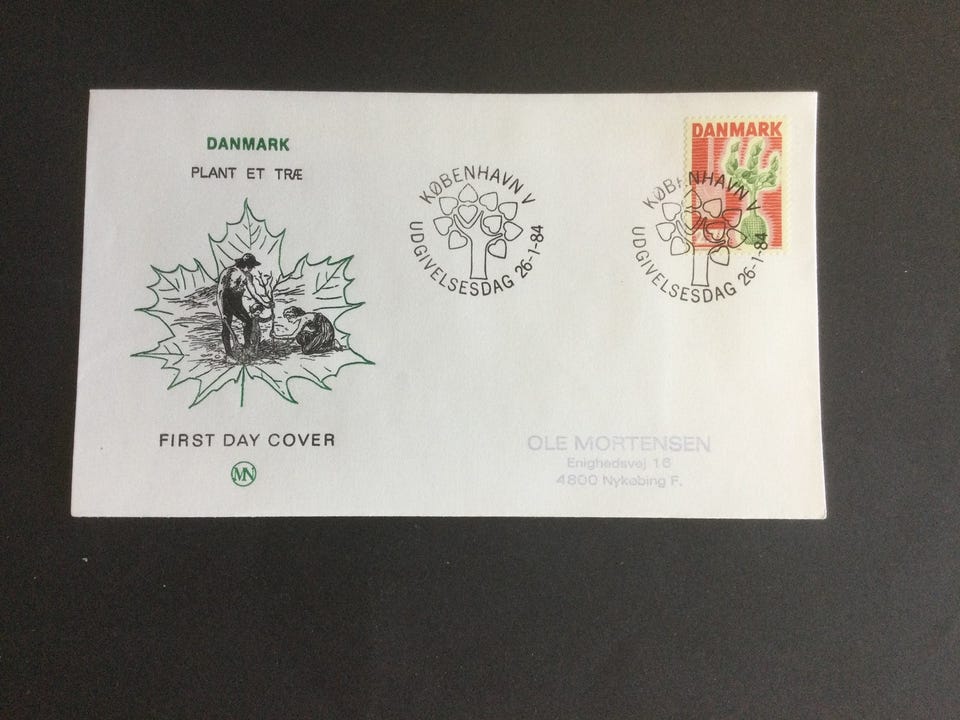 DANMARK
PLANT ET TRÆ
FIRST DAY COVER
MN
KØBENHAVN V
UDGIVELSESDAG 26-1-84
DANMARK
KØBENHAVN V
UDGIVELSESDAG 26-1-84
OLE MORTENSEN
Enighedsvej 16
4800 Nykøbing F.